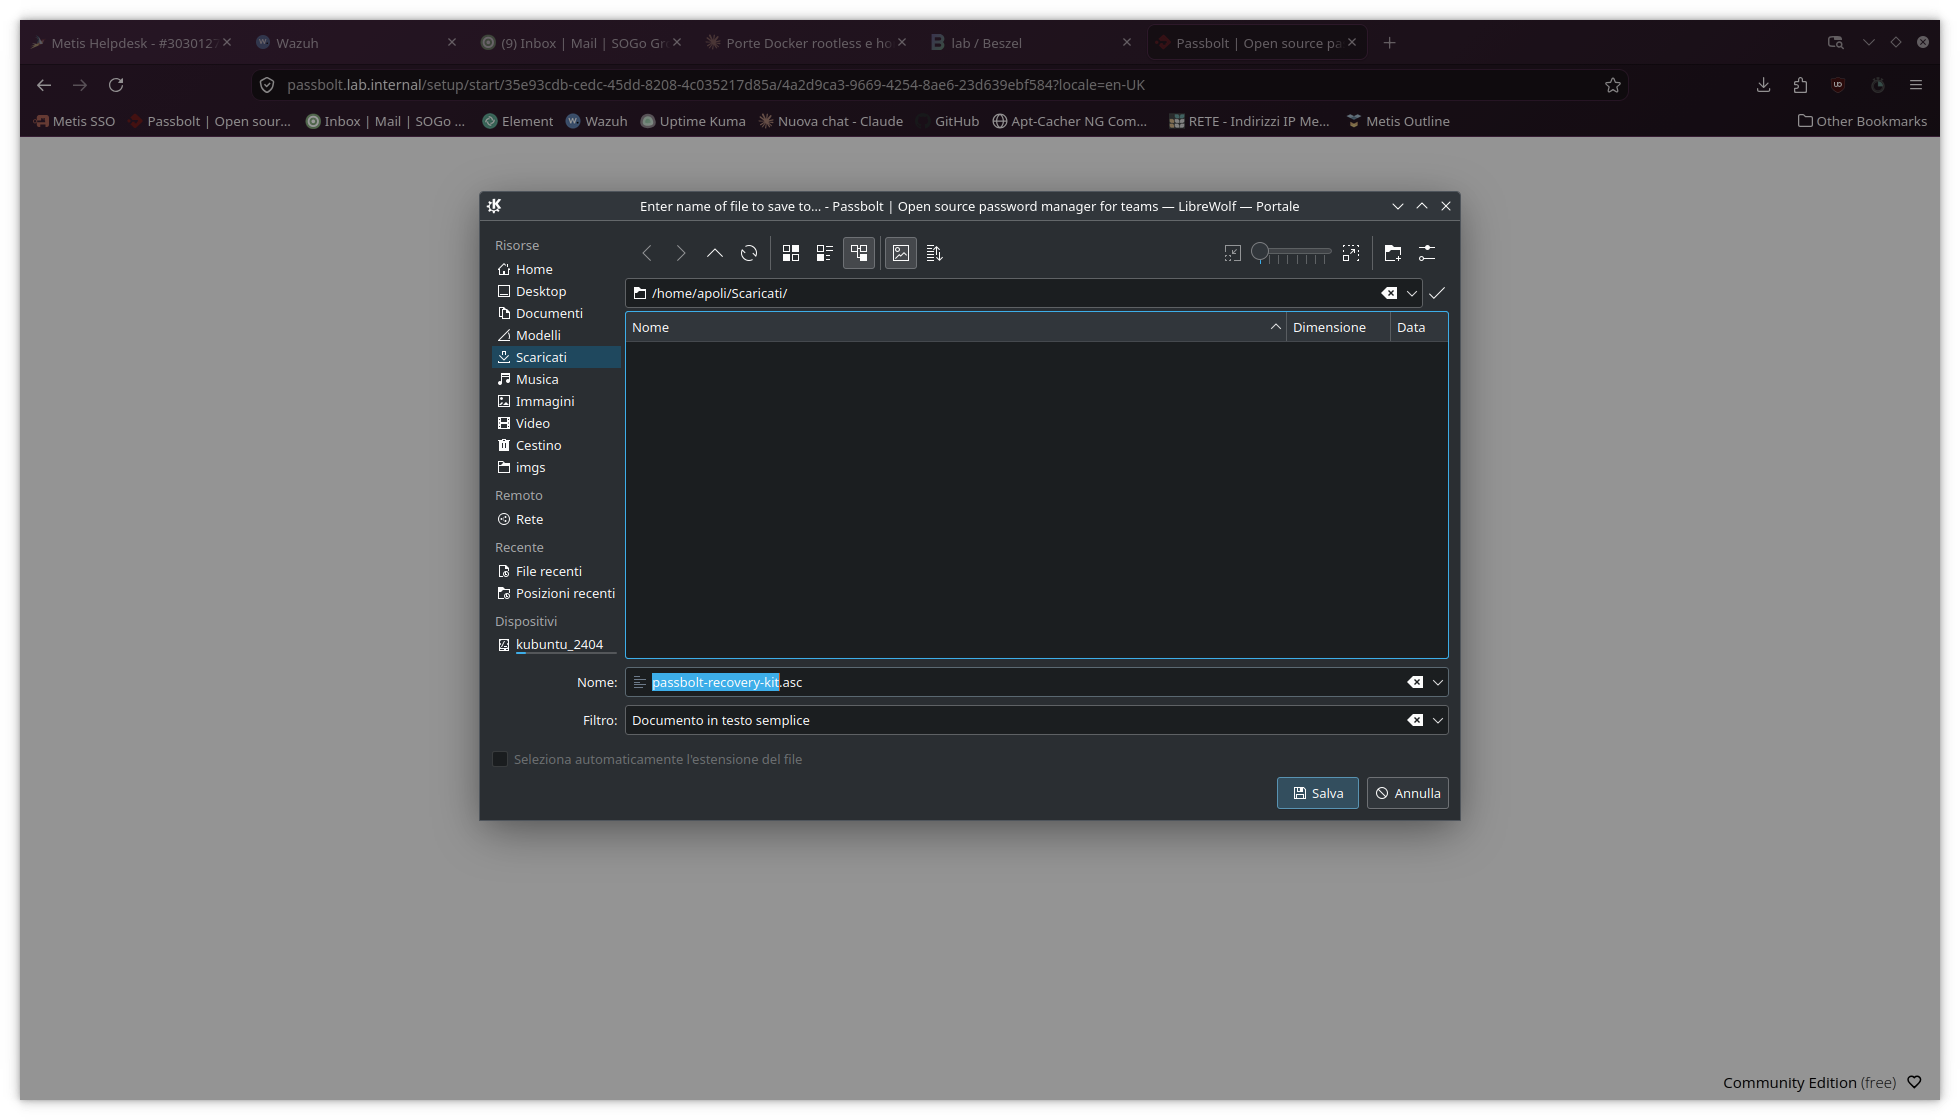 Metis Helpdesk - #3030127
Wazuh
(9) Inbox | Mail | SOGo Gr
Porte Docker rootless e ho
lab / Beszel
Passbolt | Open source pa
passbolt.lab.internal/setup/start/35e93cdb-cedc-45dd-8208-4c035217d85a/4a2d9ca3-9669-4254-8ae6-23d639ebf584?locale=en-UK
Metis SSO
Passbolt | Open sour...
Inbox | Mail | SOGo ...
Element
Wazuh
Uptime Kuma
Nuova chat - Claude
GitHub
Apt-Cacher NG Com...
RETE - Indirizzi IP Me...
Metis Outline
Other Bookmarks
Enter name of file to save to... - Passbolt | Open source password manager for teams — LibreWolf — Portale
Risorse
Home
Desktop
Documenti
Modelli
Scaricati
Musica
Immagini
Video
Cestino
imgs
Remoto
Rete
Recente
File recenti
Posizioni recenti
Dispositivi
kubuntu_2404
/home/apoli/Scaricati/
Nome
Dimensione
Data
Nome: passbolt-recovery-kit.asc
Filtro: Documento in testo semplice
Seleziona automaticamente l'estensione del file
Salva
Annulla
Community Edition (free)